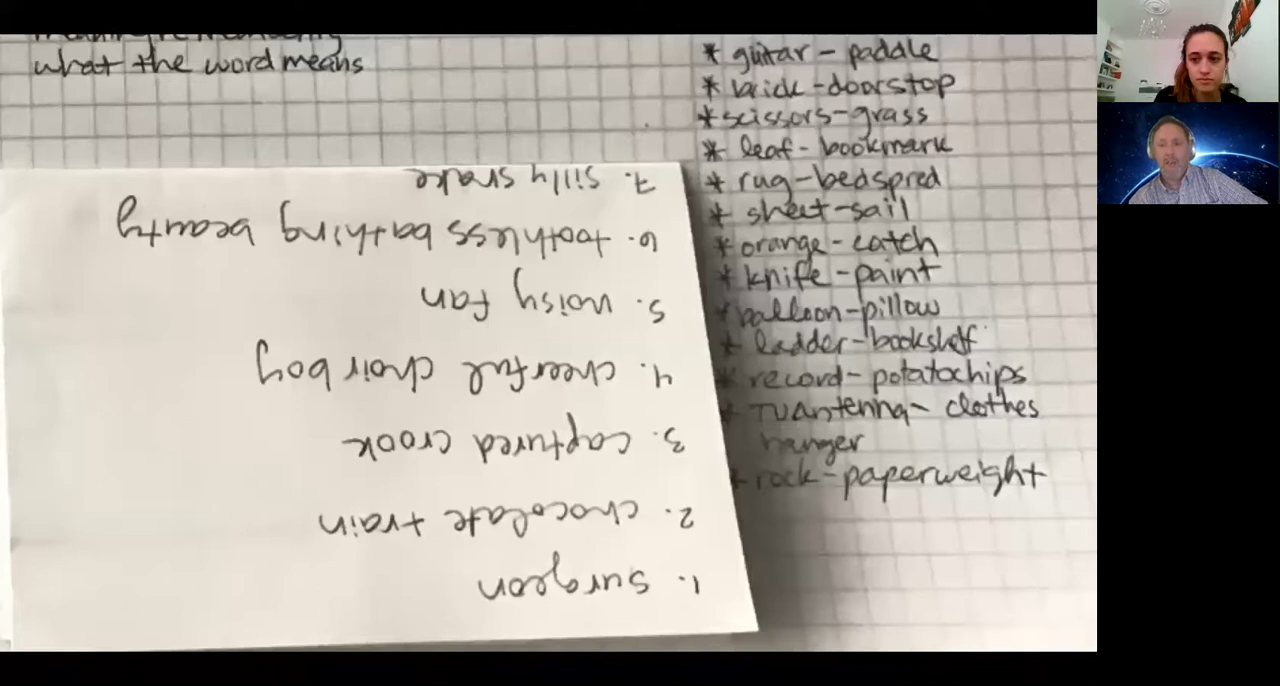 what the word means
* guitar - paddle
* brick - doorstop
* scissors - grass
* leaf - bookmark
* rug - bedspred
* sheet - sail
* orange - catch
* knife - paint
* balloon - pillow
* ladder - bookshelf
* record - potatochips
* TV antenna - clothes
hanger
* rock - paperweight
1. surgeon
2. chocolate train
3. captured crook
4. cheerful choir boy
5. noisy fan
6. toothless bathing beauty
7. silly snake